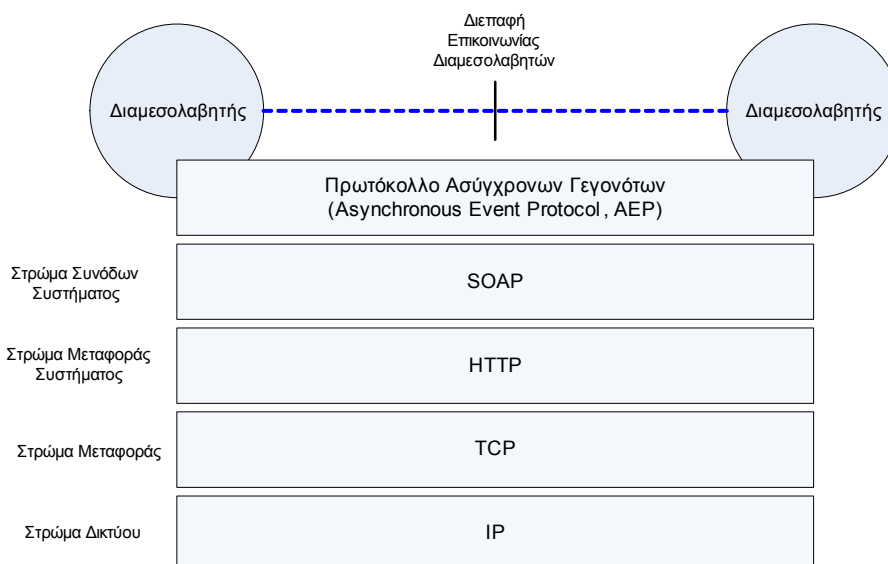 Διεπαφή
Επικοινωνίας
Διαμεσολαβητών
Διαμεσολαβητής
Διαμεσολαβητής
Πρωτόκολλο Ασύγχρονων Γεγονότων
(Asynchronous Event Protocol , AEP)
Στρώμα Συνόδων
Συστήματος
SOAP
Στρώμα Μεταφοράς
Συστήματος
HTTP
Στρώμα Μεταφοράς
TCP
Στρώμα Δικτύου
IP